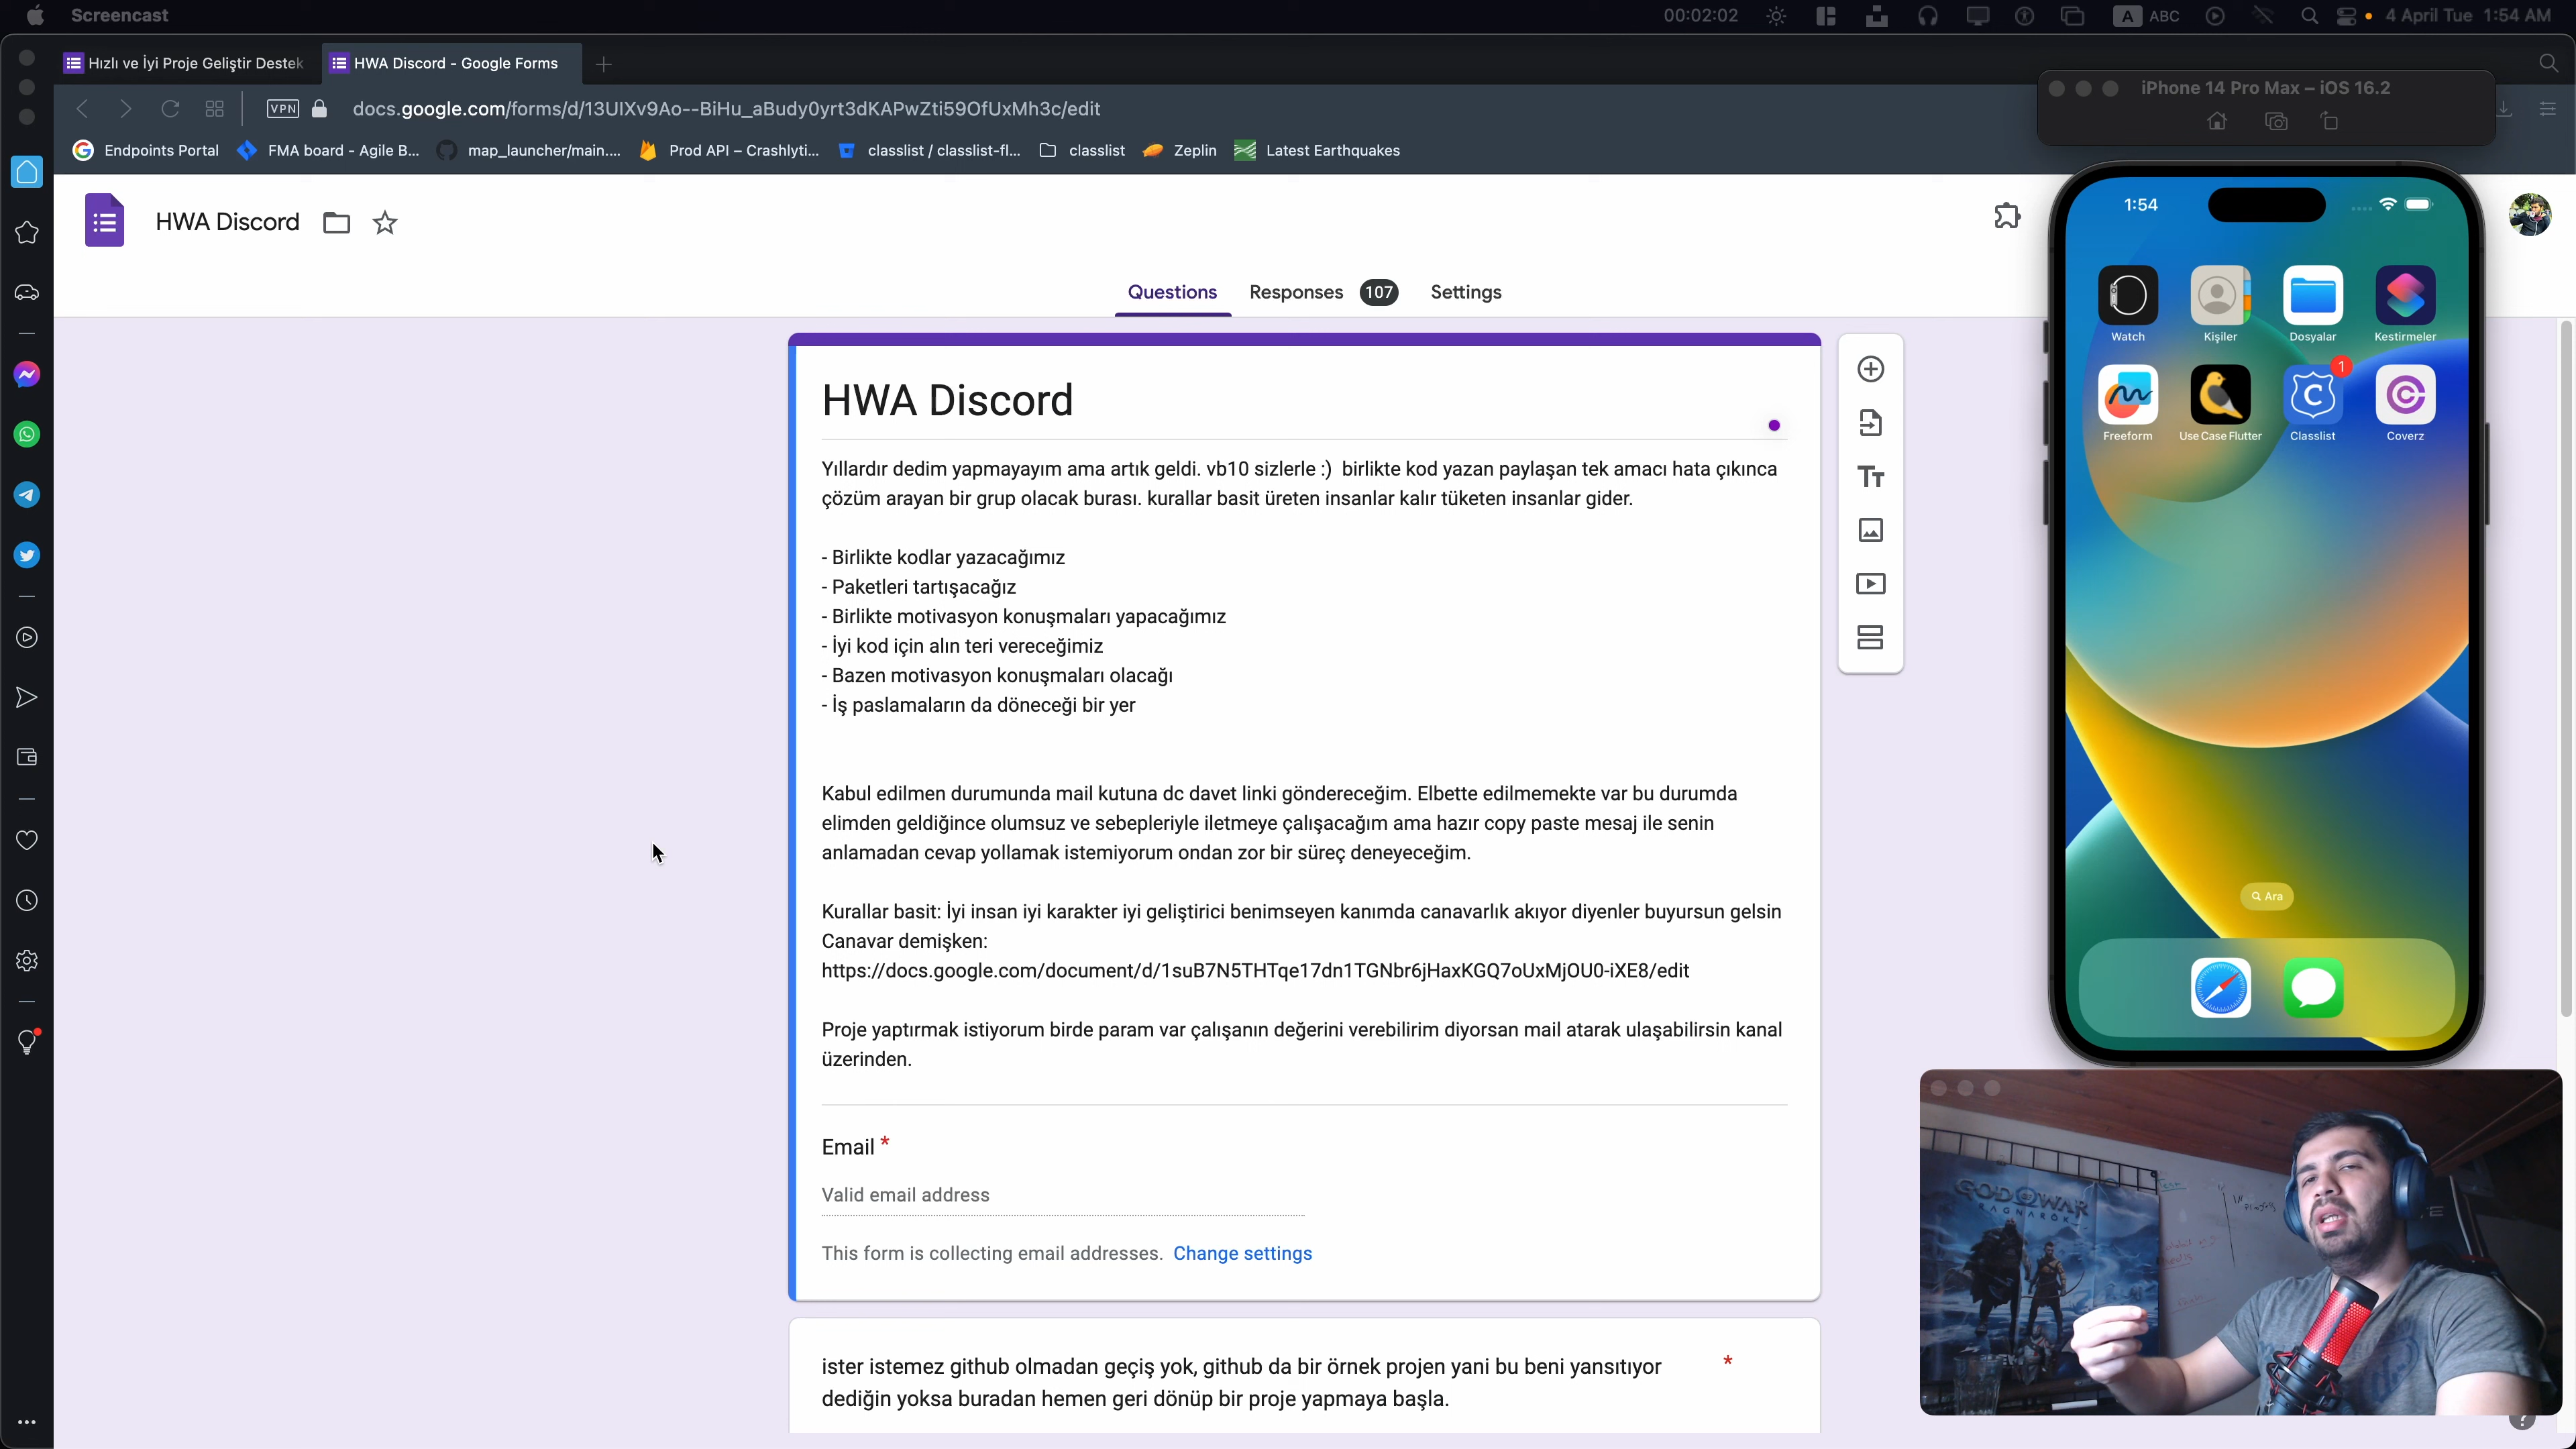 Screencast
00:02:02
A ABC
4 April Tue 1:54 AM
Hızlı ve İyi Proje Geliştir Destek
HWA Discord - Google Forms
VPN
docs.google.com/forms/d/13UIXv9Ao--BiHu_aBudy0yrt3dKAPwZti59OfUxMh3c/edit
iPhone 14 Pro Max – iOS 16.2
Endpoints Portal
FMA board - Agile B...
map_launcher/main....
Prod API – Crashlyti...
classlist / classlist-fl...
classlist
Zeplin
Latest Earthquakes
HWA Discord
Questions
Responses 107
Settings
HWA Discord
Yıllardır dedim yapmayayım ama artık geldi. vb10 sizlerle :) birlikte kod yazan paylaşan tek amacı hata çıkınca
çözüm arayan bir grup olacak burası. kurallar basit üreten insanlar kalır tüketen insanlar gider.
- Birlikte kodlar yazacağımız
- Paketleri tartışacağız
- Birlikte motivasyon konuşmaları yapacağımız
- İyi kod için alın teri vereceğimiz
- Bazen motivasyon konuşmaları olacağı
- İş paslamaların da döneceği bir yer
Kabul edilmen durumunda mail kutuna dc davet linki göndereceğim. Elbette edilmemekte var bu durumda
elimden geldiğince olumsuz ve sebepleriyle iletmeye çalışacağım ama hazır copy paste mesaj ile senin
anlamadan cevap yollamak istemiyorum ondan zor bir süreç deneyeceğim.
Kurallar basit: İyi insan iyi karakter iyi geliştirici benimseyen kanımda canavarlık akıyor diyenler buyursun gelsin
Canavar demişken:
https://docs.google.com/document/d/1suB7N5THTqe17dn1TGNbr6jHaxKGQ7oUxMjOU0-iXE8/edit
Proje yaptırmak istiyorum birde param var çalışanın değerini verebilirim diyorsan mail atarak ulaşabilirsin kanal
üzerinden.
Email *
Valid email address
This form is collecting email addresses. Change settings
ister istemez github olmadan geçiş yok, github da bir örnek projen yani bu beni yansıtıyor *
dediğin yoksa buradan hemen geri dönüp bir proje yapmaya başla.
1:54
Watch
Kişiler
Dosyalar
Kestirmeler
1
Freeform
Use Case Flutter
Classlist
Coverz
Ara
GOD OF WAR
RAGNAROK